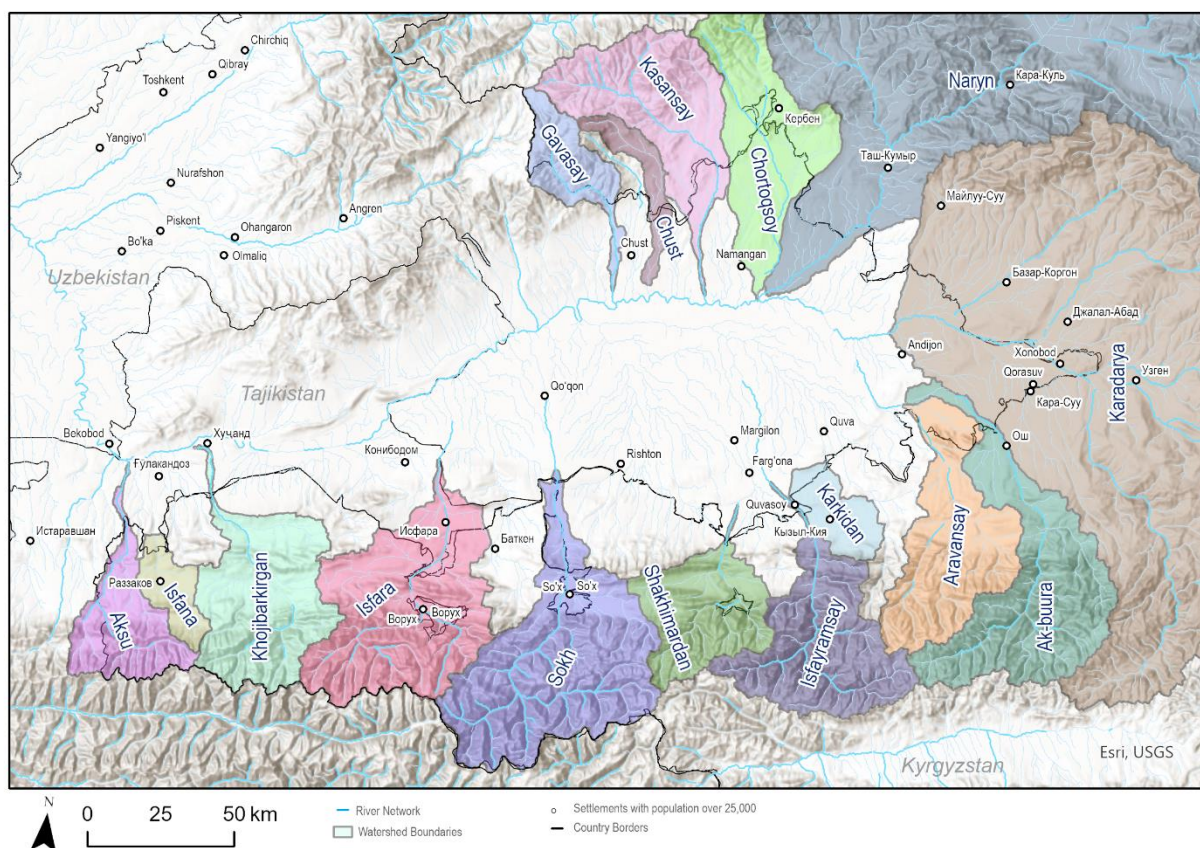 Chirchiq
Qibray
Toshkent
Yangiyo'l
Nurafshon
Piskent
Bo'ka
Ohangaron
Olmaliq
Angren
Uzbekistan
Kasansay
Gavasay
Chust
Chust
Chortoqsoy
Namangan
Кербен
Naryn
Кара-Куль
Таш-Кумыр
Майлуу-Суу
Базар-Коргон
Джалал-Абад
Xonobod
Qorasuv
Кара-Суу
Узген
Karadarya
Andijon
Ош
Tajikistan
Qo'qon
Bekobod
Хуҷанд
Ғулакандоз
Конибодом
Rishton
Margilon
Quva
Farg'ona
Quvasoy
Кызыл-Кия
Karkidan
Истаравшан
Исфара
Баткен
Раззаков
Isfana
Aksu
Khojibarkirgan
Isfara
Ворух
Ворух
So'x
So'x
Sokh
Shakhimardan
Isfayramsay
Aravansay
Ak-buura
Kyrgyzstan
Esri, USGS
N
0 25 50 km
River Network
Watershed Boundaries
Settlements with population over 25,000
Country Borders